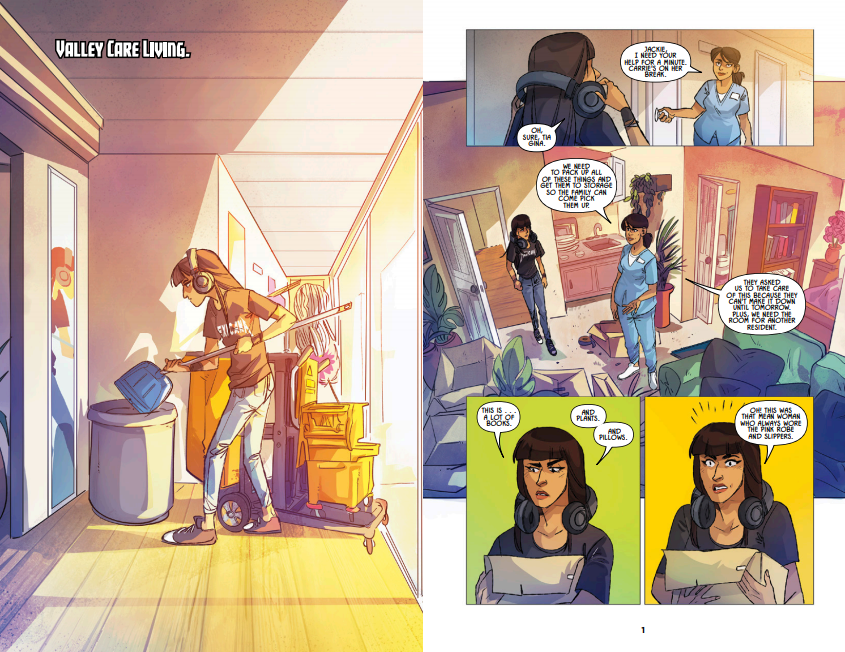 Valley Care Living.
JACKIE,
I NEED YOUR
HELP FOR A MINUTE.
CARRIE'S ON HER
BREAK.
OH,
SURE, TIA
GINA.
WE NEED
TO PACK UP ALL
OF THESE THINGS AND
GET THEM TO STORAGE
SO THE FAMILY CAN
COME PICK
THEM UP.
THEY ASKED
US TO TAKE CARE
OF THIS BECAUSE THEY
CAN'T MAKE IT DOWN
UNTIL TOMORROW.
PLUS, WE NEED THE
ROOM FOR ANOTHER
RESIDENT.
THIS IS . . .
A LOT OF
BOOKS.
AND
PLANTS.
AND
PILLOWS.
OH! THIS WAS
THAT MEAN WOMAN
WHO ALWAYS WORE
THE PINK ROBE
AND SLIPPERS.
1